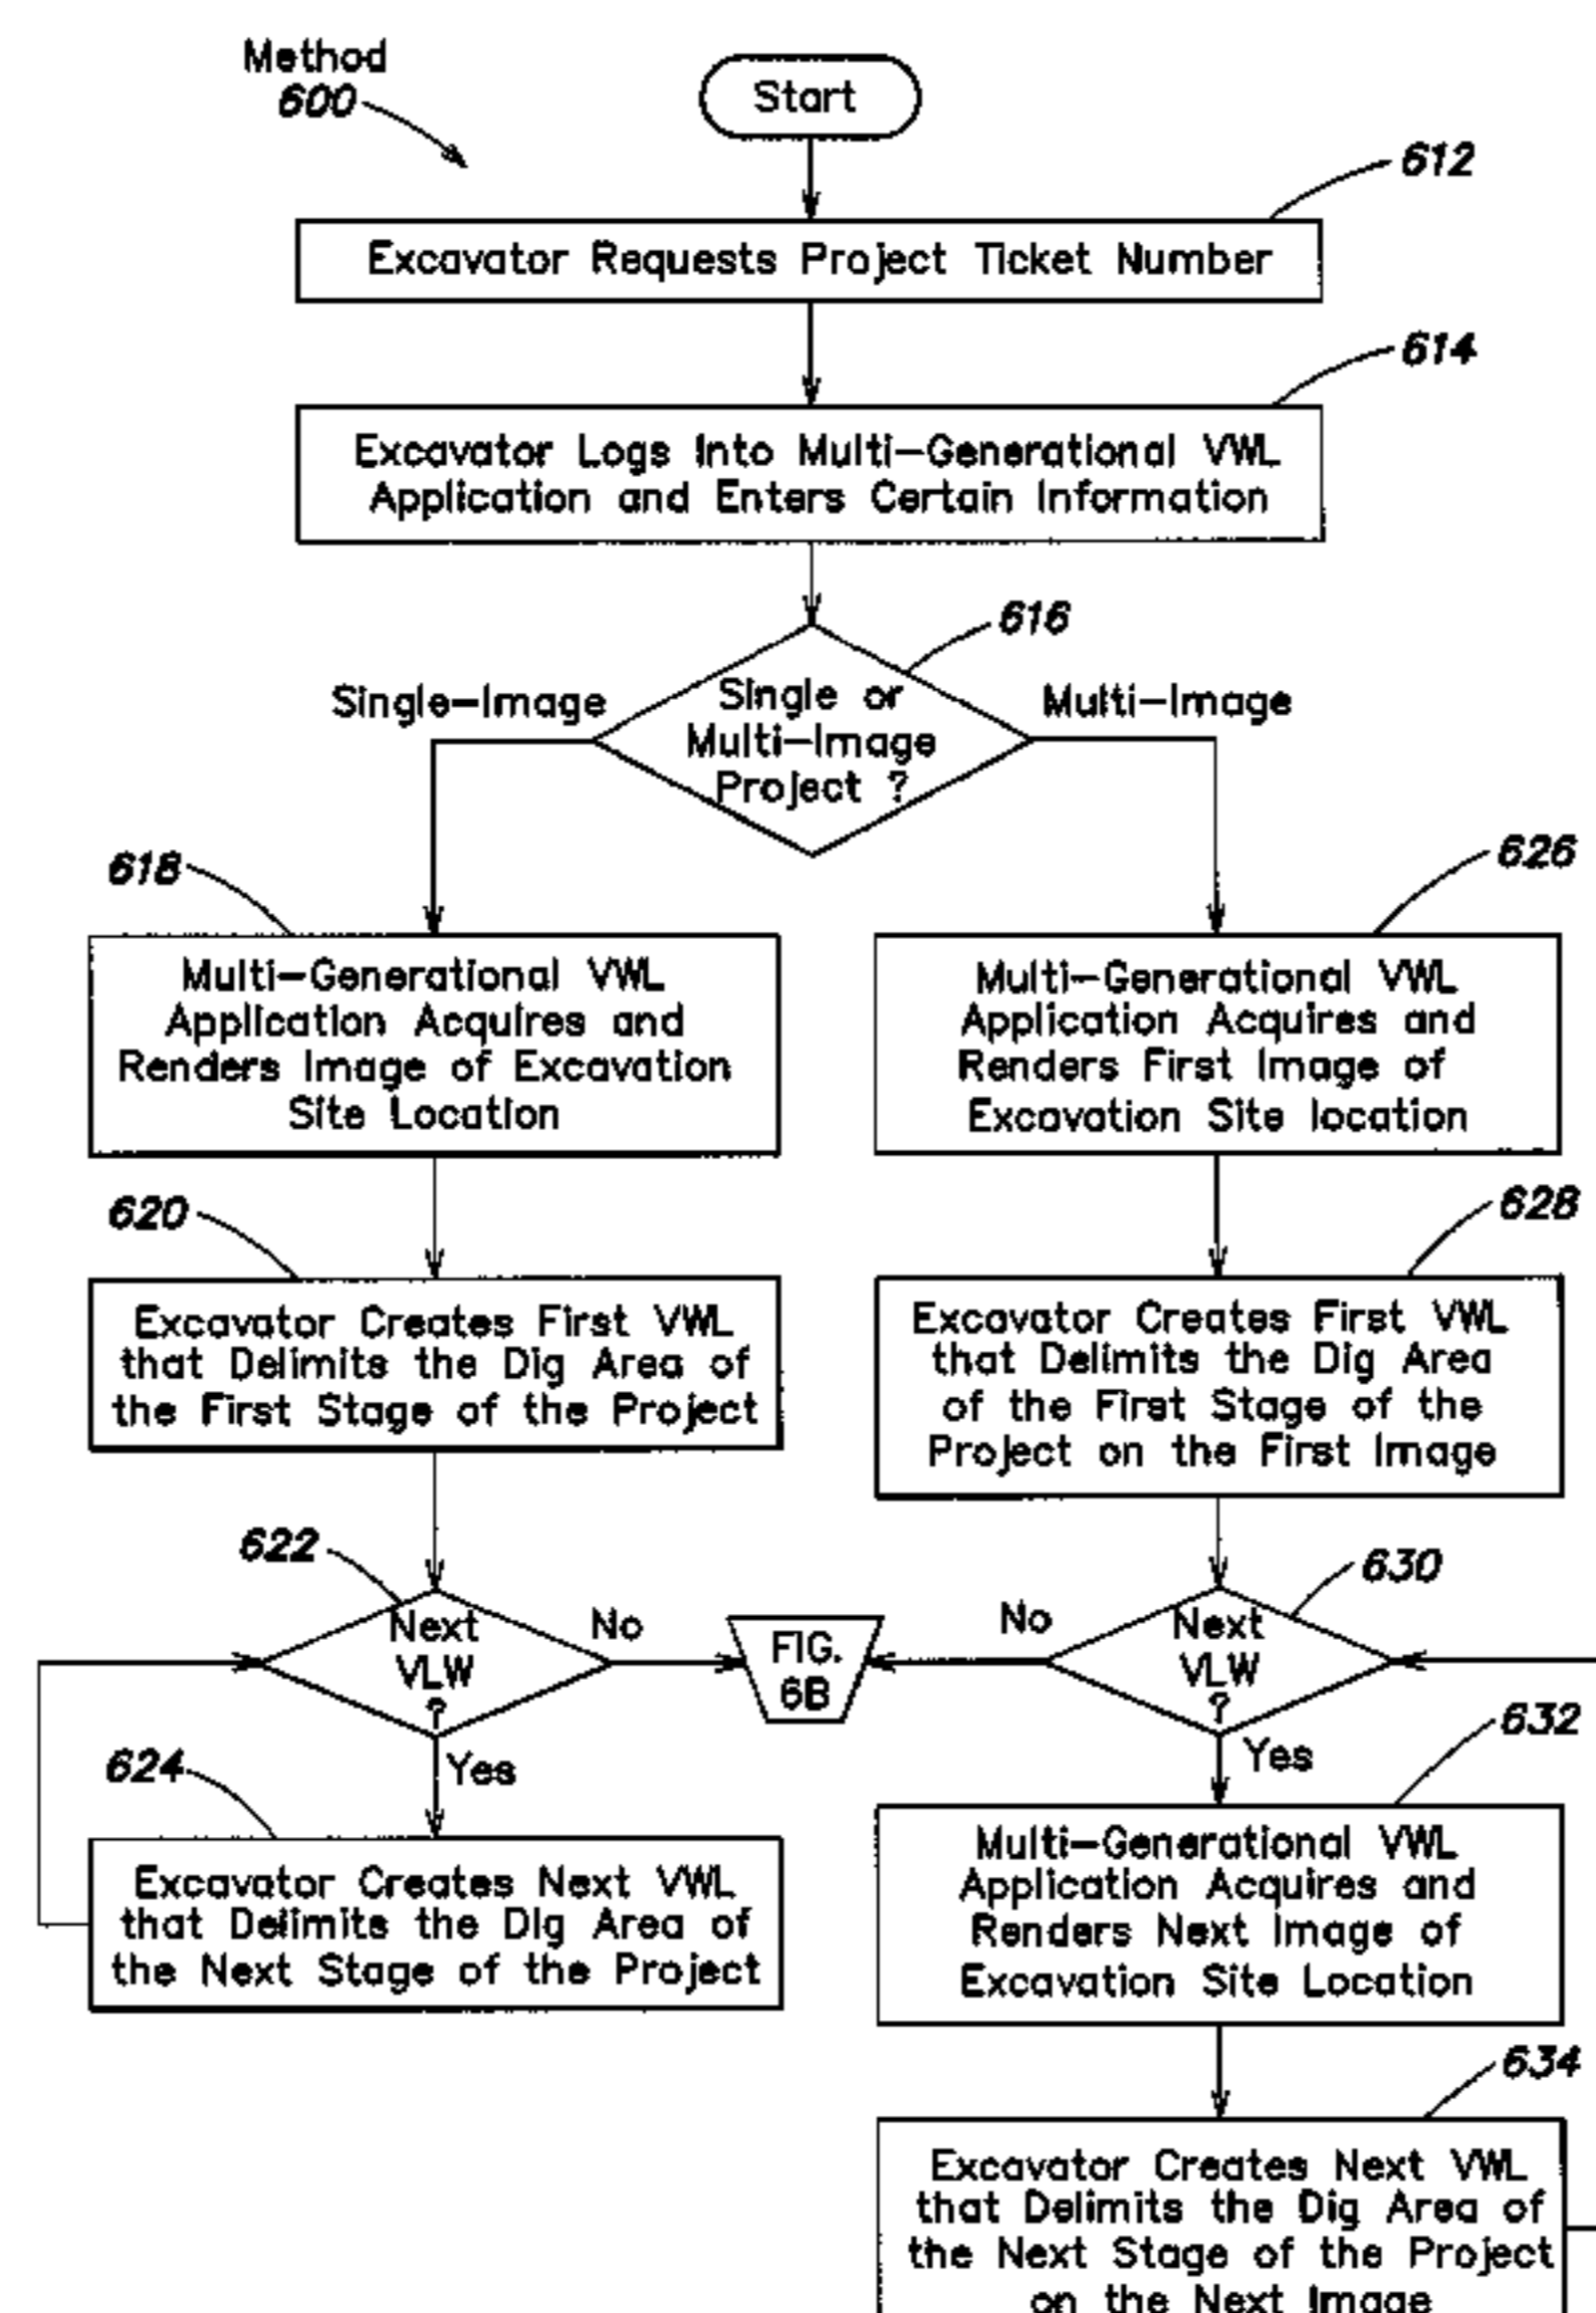 Method
600
Start
612
Excavator Requests Project Ticket Number
614
Excavator Logs Into Multi-Generational VWL
Application and Enters Certain Information
616
Single-Image
Single or
Multi-Image
Project ?
Multi-Image
618
Multi-Generational VWL
Application Acquires and
Renders Image of Excavation
Site Location
626
Multi-Generational VWL
Application Acquires and
Renders First Image of
Excavation Site location
620
Excavator Creates First VWL
that Delimits the Dig Area of
the First Stage of the Project
628
Excavator Creates First VWL
that Delimits the Dig Area
of the First Stage of the
Project on the First Image
622
Next
VLW
?
No
FIG.
6B
630
No
Next
VLW
?
Yes
624
Excavator Creates Next VWL
that Delimits the Dig Area of
the Next Stage of the Project
Yes
632
Multi-Generational VWL
Application Acquires and
Renders Next Image of
Excavation Site Location
634
Excavator Creates Next VWL
that Delimits the Dig Area of
the Next Stage of the Project
on the Next Image